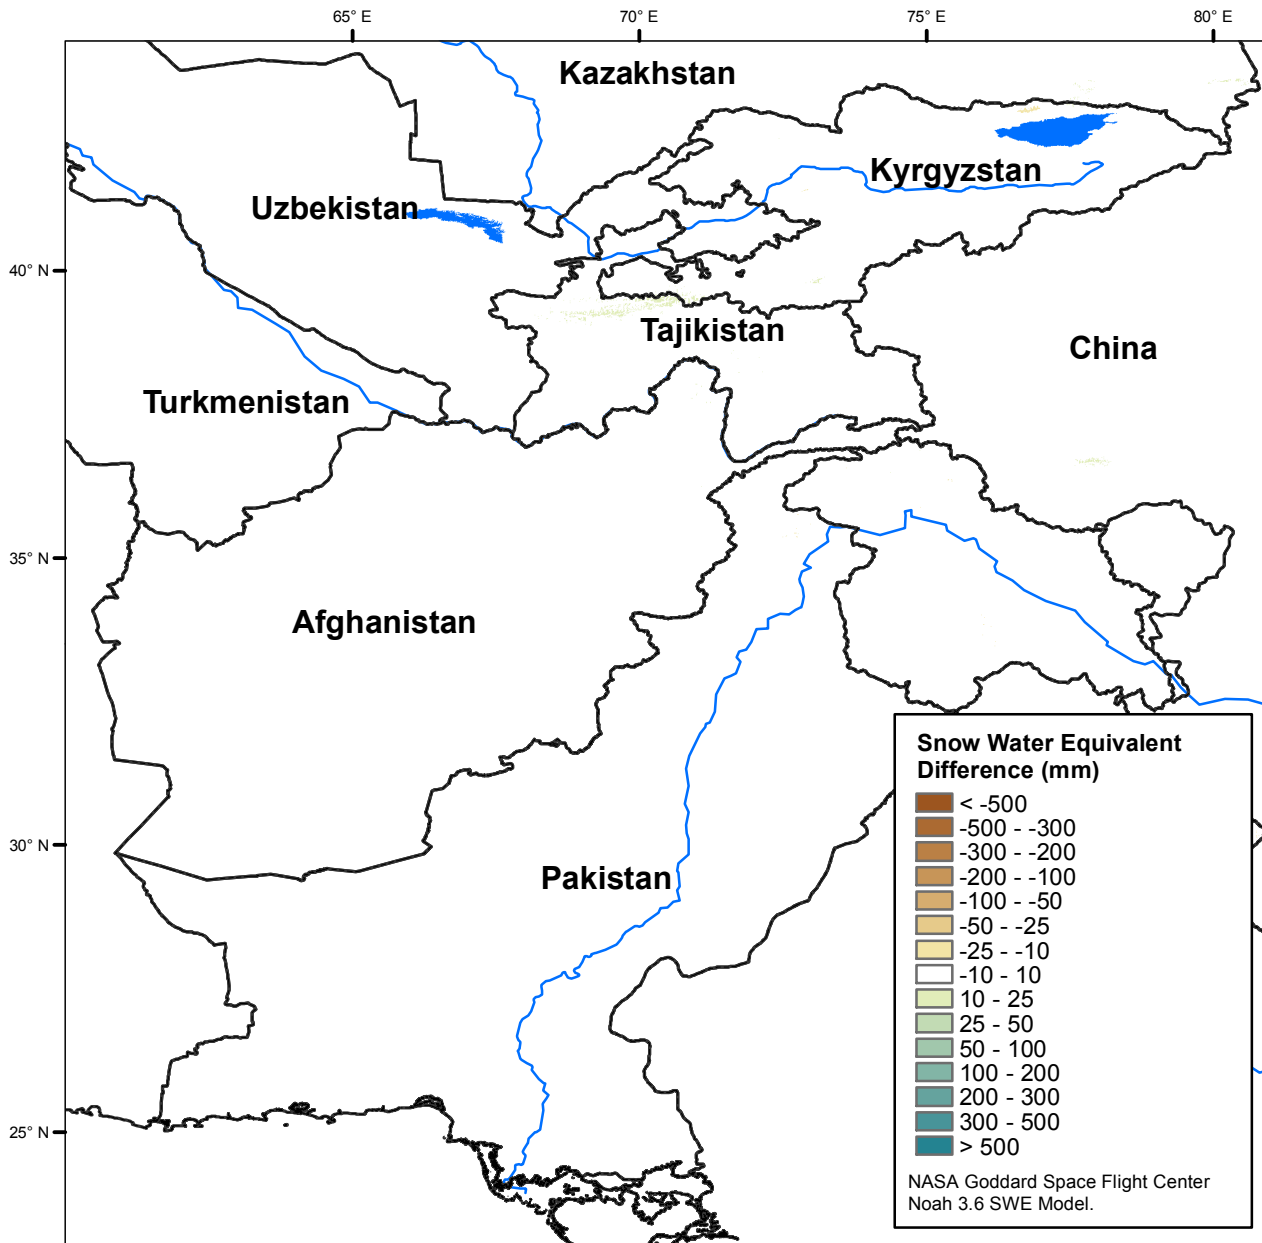 65° E
70° E
75° E
80° E
Kazakhstan
Kyrgyzstan
Uzbekistan
40° N
Tajikistan
China
Turkmenistan
35° N
Afghanistan
30° N
Pakistan
25° N
Snow Water Equivalent
Difference (mm)
< -500
-500 - -300
-300 - -200
-200 - -100
-100 - -50
-50 - -25
-25 - -10
-10 - 10
10 - 25
25 - 50
50 - 100
100 - 200
200 - 300
300 - 500
> 500
NASA Goddard Space Flight Center
Noah 3.6 SWE Model.